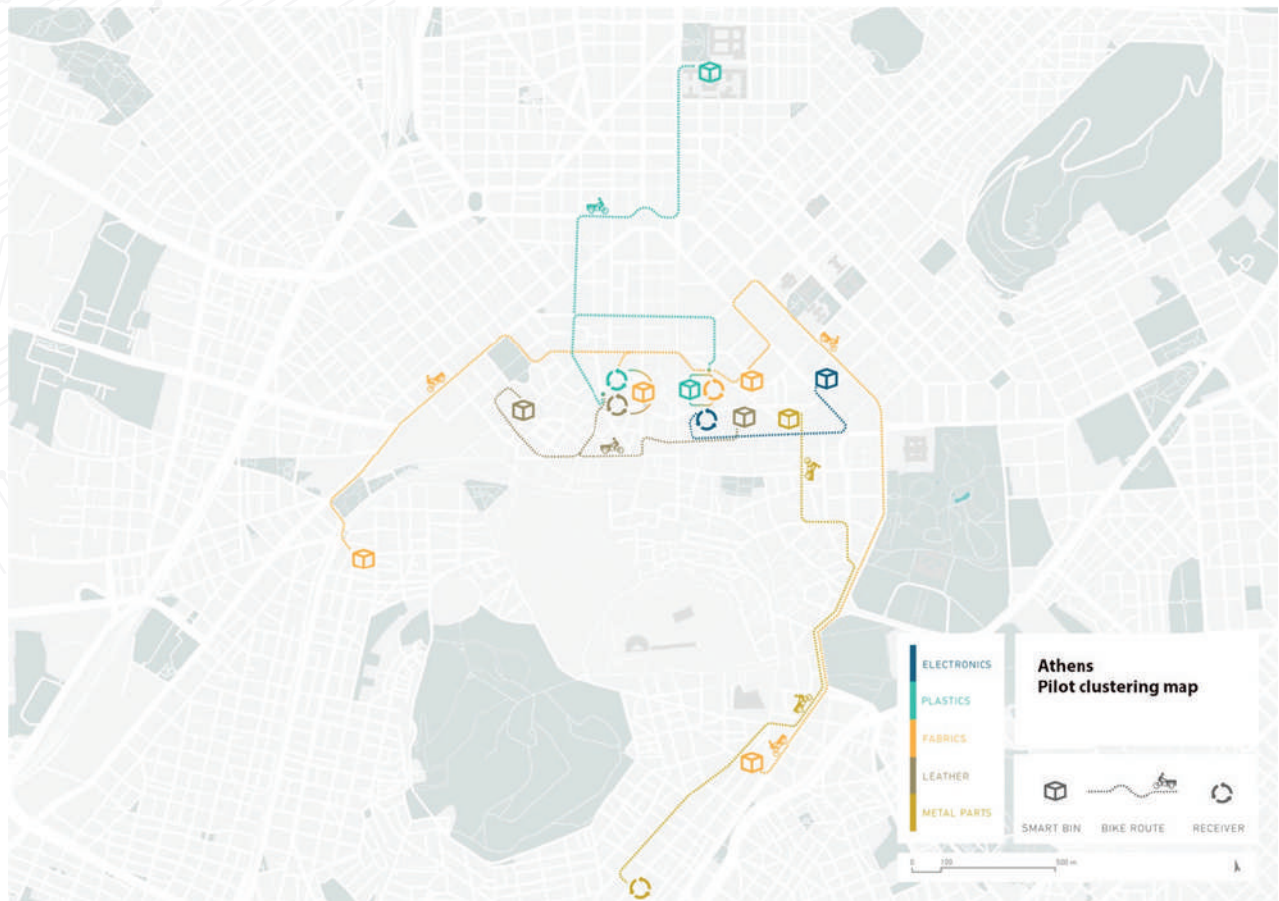 ELECTRONICS
PLASTICS
FABRICS
LEATHER
METAL PARTS
Athens
Pilot clustering map
SMART BIN BIKE ROUTE RECEIVER
0 100 500 m